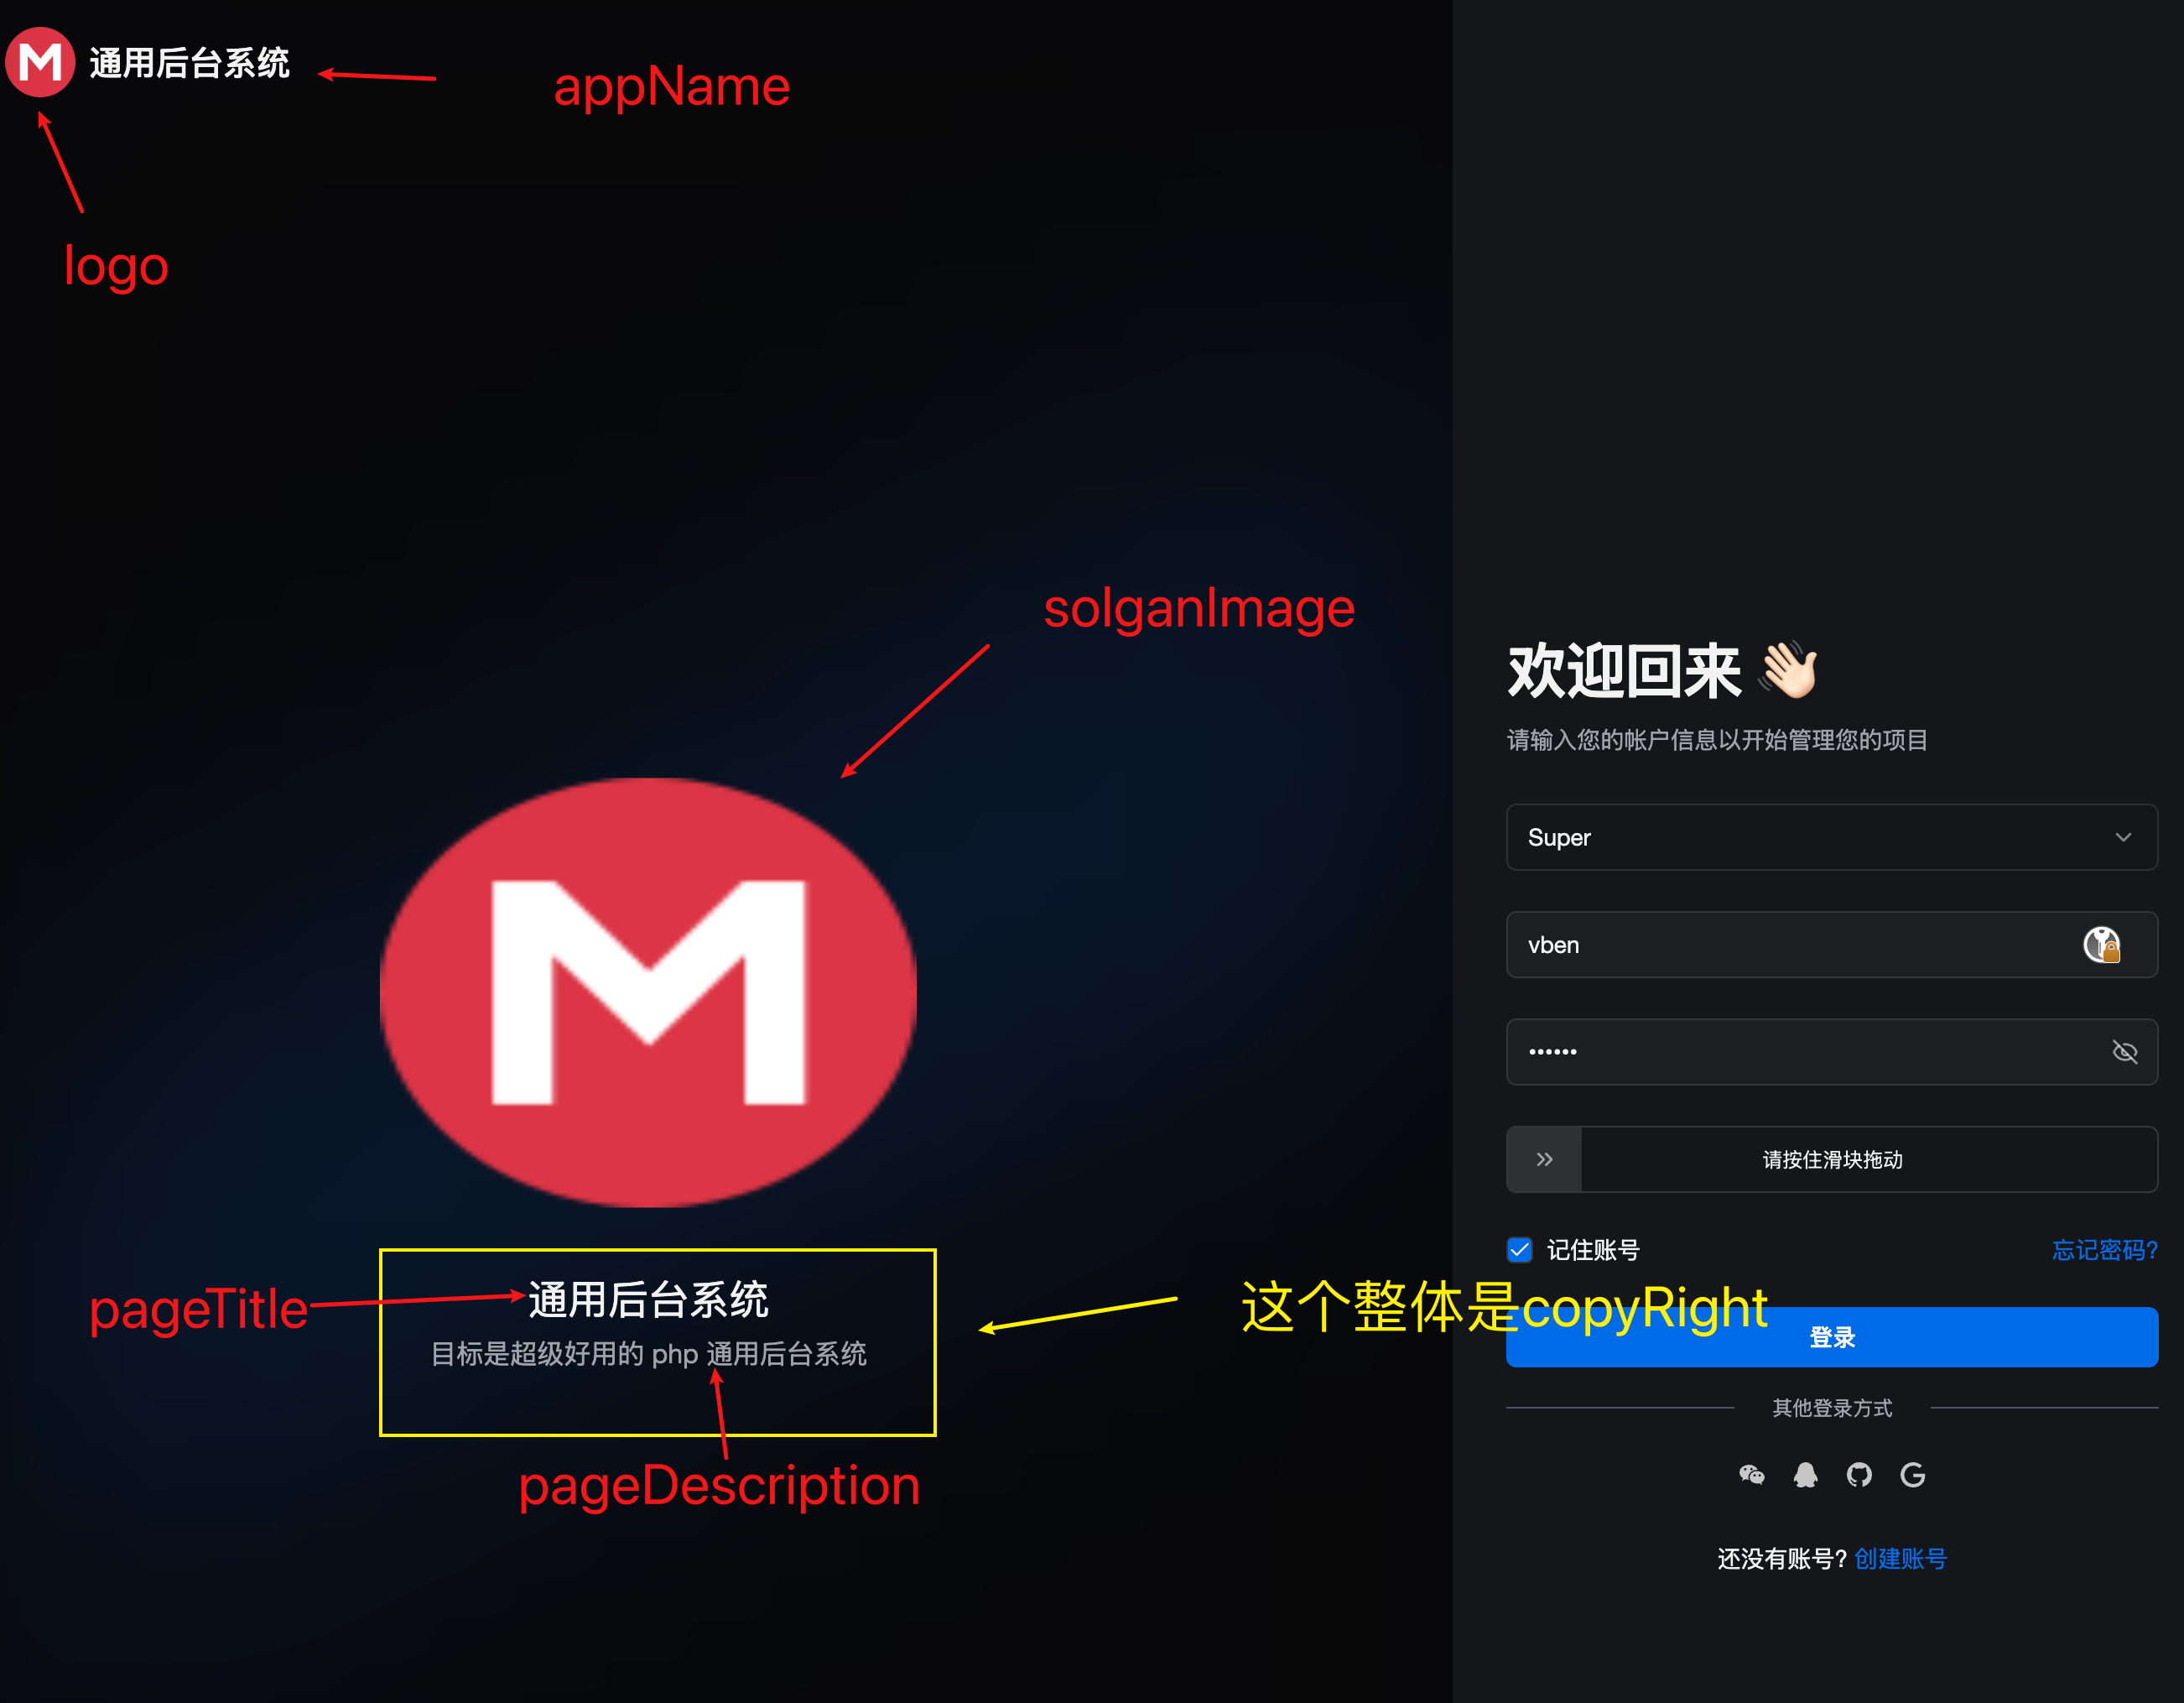 M 通用后台系统
appName
logo
solganImage
M
pageTitle
通用后台系统
目标是超级好用的 php 通用后台系统
pageDescription
这个整体是copyRight
欢迎回来 👋🏻
请输入您的帐户信息以开始管理您的项目
Super
vben
••••••
请按住滑块拖动
记住账号
忘记密码?
登录
其他登录方式
还没有账号? 创建账号